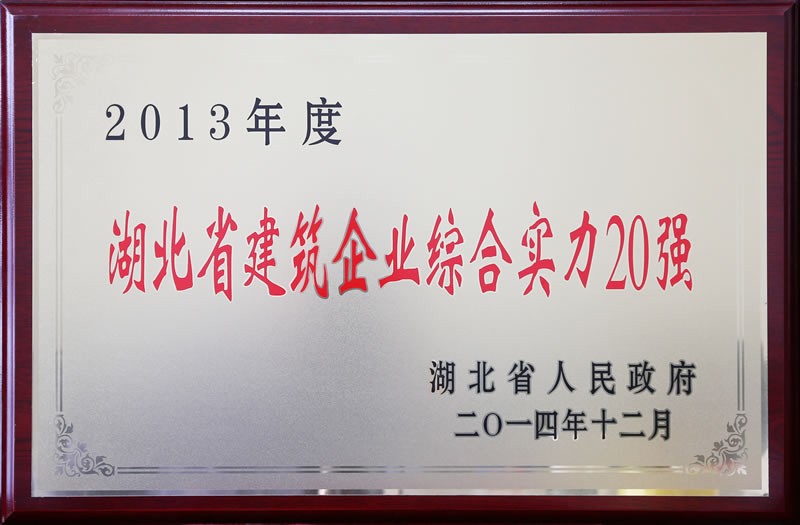 2013年度
湖北省建筑企业综合实力20强
湖北省人民政府
二〇一四年十二月